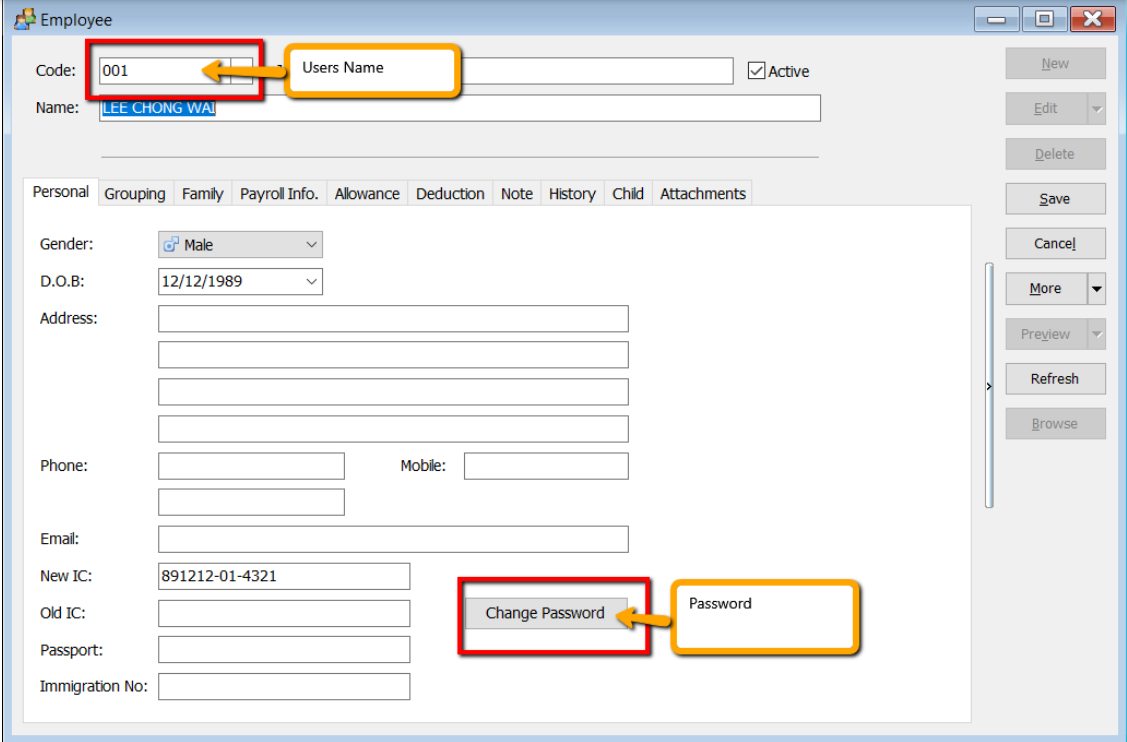 Employee
Code: 001 Users Name Active New
Name: LEE CHONG WAI Edit
Delete
Personal Grouping Family Payroll Info. Allowance Deduction Note History Child Attachments Save
Gender: Male Cancel
D.O.B: 12/12/1989
Address: More
Preview
Refresh
Browse
Phone: Mobile:
Email:
New IC: 891212-01-4321
Old IC: Change Password Password
Passport:
Immigration No: